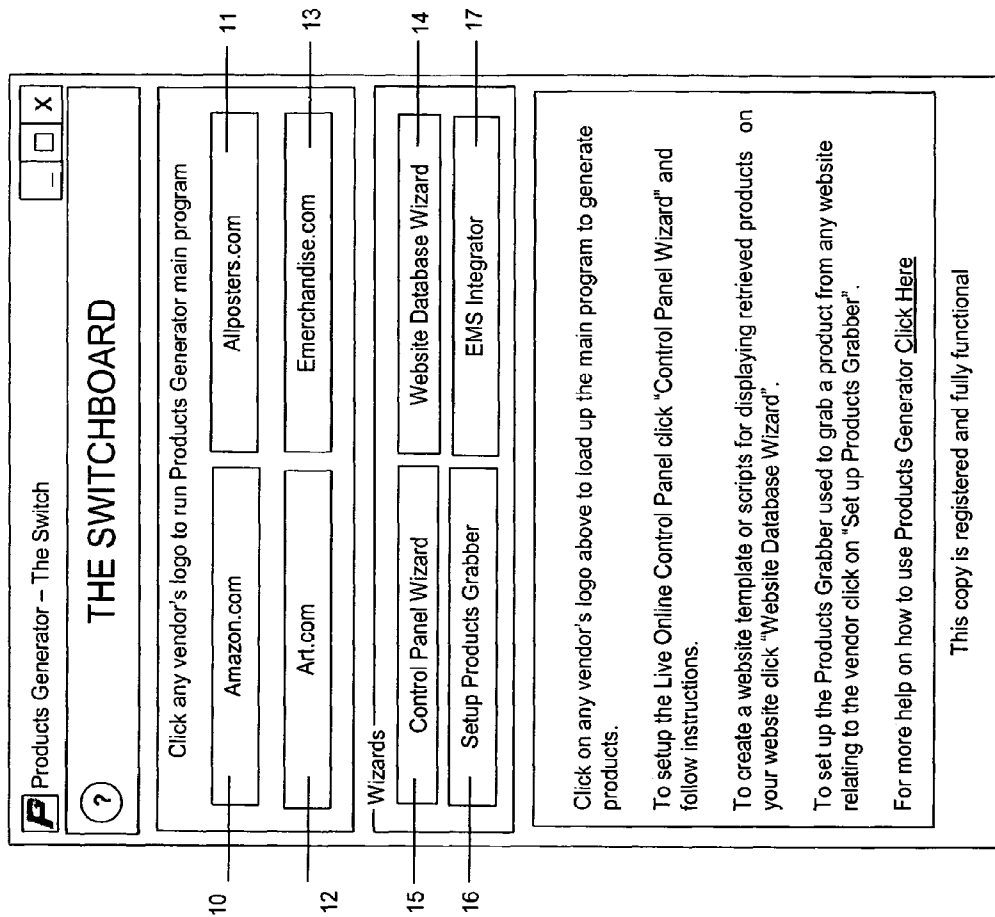 Products Generator – The Switch
_ □ X
?
THE SWITCHBOARD
Click any vendor's logo to run Products Generator main program
10 Amazon.com Allposters.com 11
12 Art.com Emerchandise.com 13
Wizards
15 Control Panel Wizard Website Database Wizard 14
16 Setup Products Grabber EMS Integrator 17
Click on any vendor's logo above to load up the main program to generate
products.
To setup the Live Online Control Panel click “Control Panel Wizard” and
follow instructions.
To create a website template or scripts for displaying retrieved products on
your website click “Website Database Wizard”.
To set up the Products Grabber used to grab a product from any website
relating to the vendor click on “Set up Products Grabber”.
For more help on how to use Products Generator Click Here
This copy is registered and fully functional